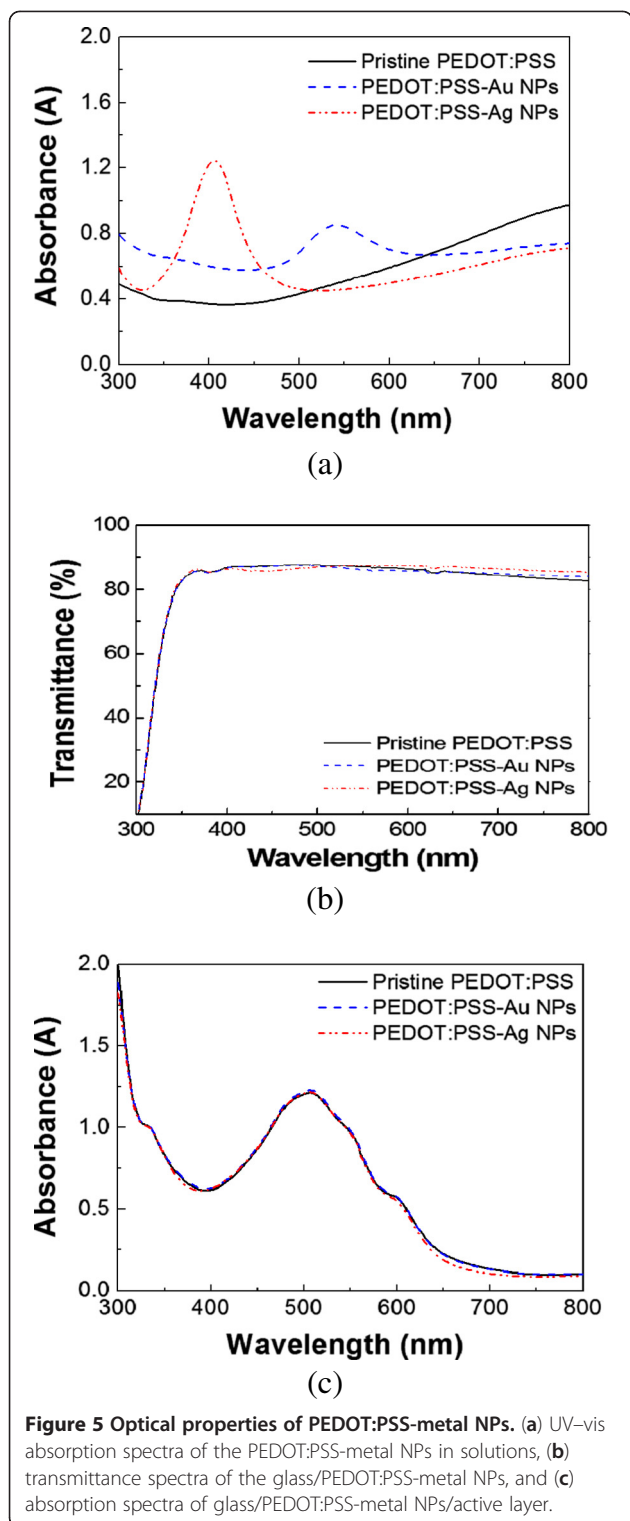 2.0
1.6
1.2
0.8
0.4
0.0
Absorbance (A)
Pristine PEDOT:PSS
PEDOT:PSS-Au NPs
PEDOT:PSS-Ag NPs
300 400 500 600 700 800
Wavelength (nm)
(a)
100
80
60
40
20
Transmittance (%)
Pristine PEDOT:PSS
PEDOT:PSS-Au NPs
PEDOT:PSS-Ag NPs
300 400 500 600 700 800
Wavelength (nm)
(b)
2.0
1.5
1.0
0.5
0.0
Absorbance (A)
Pristine PEDOT:PSS
PEDOT:PSS-Au NPs
PEDOT:PSS-Ag NPs
300 400 500 600 700 800
Wavelength (nm)
(c)
Figure 5 Optical properties of PEDOT:PSS-metal NPs. (a) UV–vis
absorption spectra of the PEDOT:PSS-metal NPs in solutions, (b)
transmittance spectra of the glass/PEDOT:PSS-metal NPs, and (c)
absorption spectra of glass/PEDOT:PSS-metal NPs/active layer.